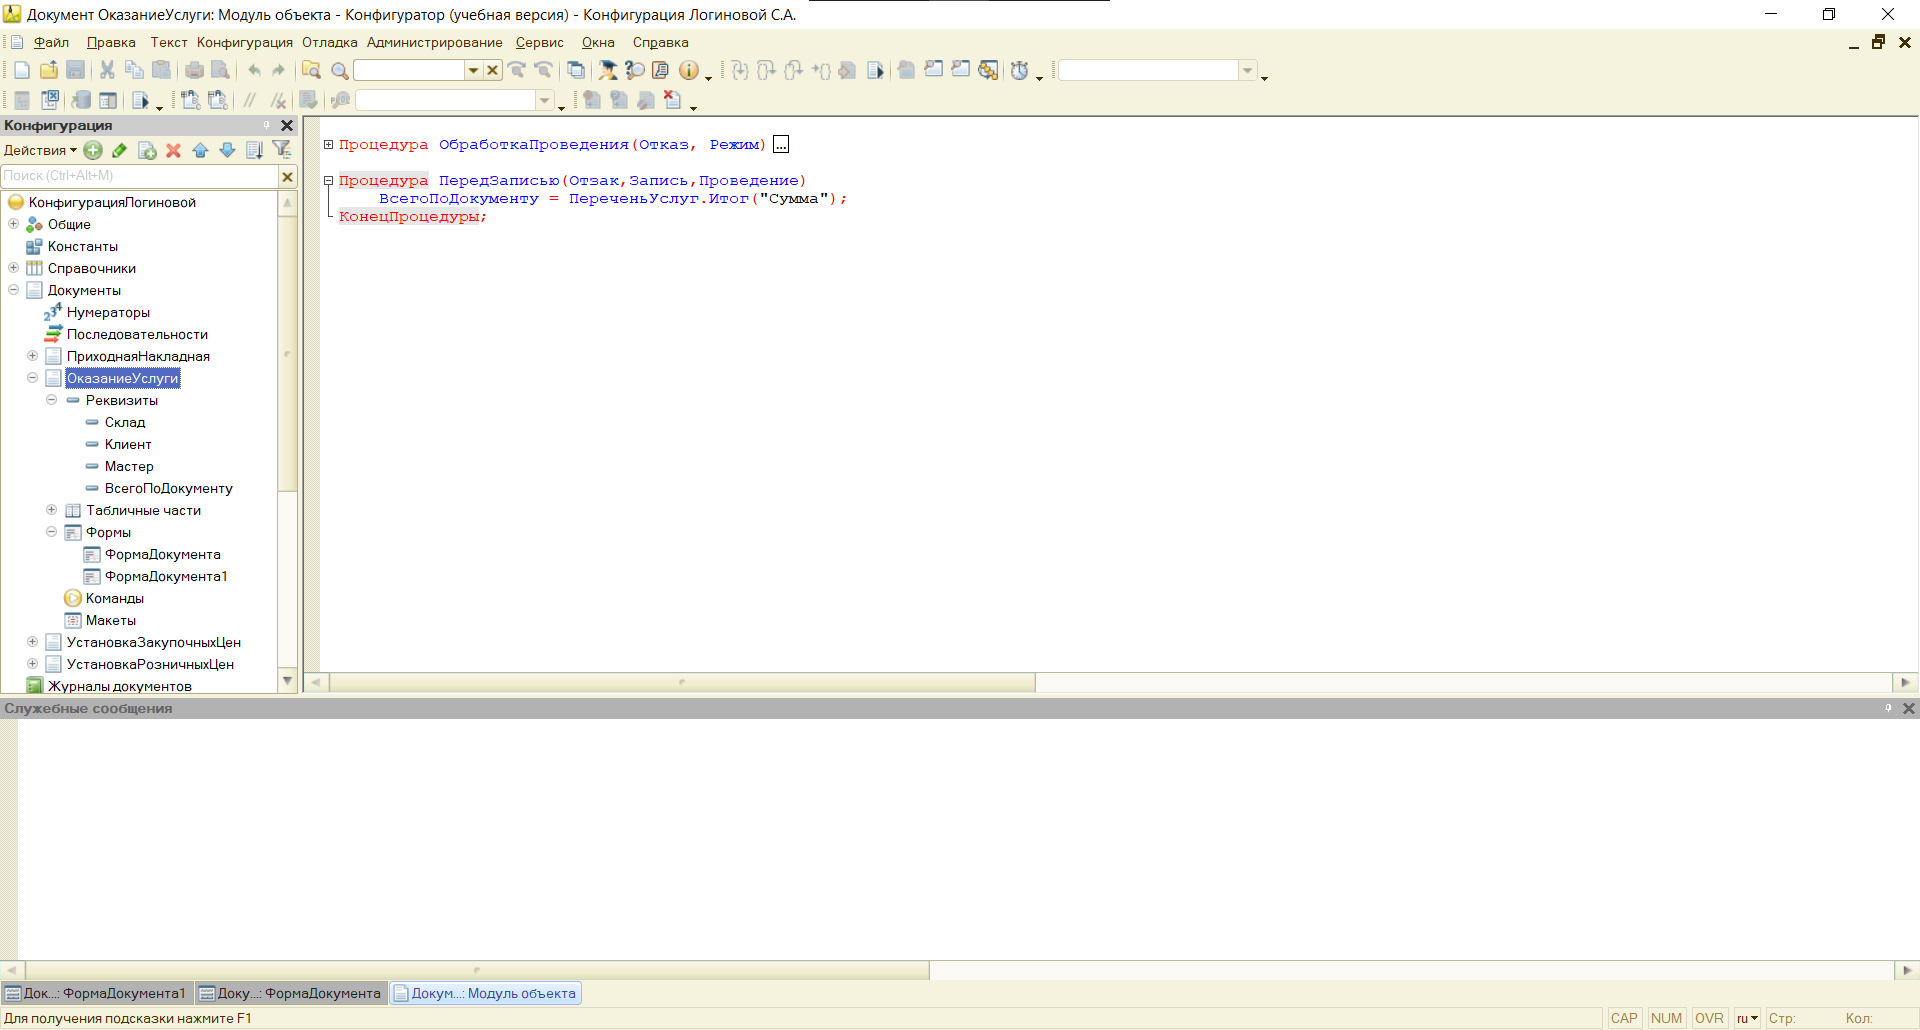 Документ ОказаниеУслуги: Модуль объекта - Конфигуратор (учебная версия) - Конфигурация Логиновой С.А.
Файл Правка Текст Конфигурация Отладка Администрирование Сервис Окна Справка
Конфигурация
Действия
Поиск (Ctrl+Alt+M)
КонфигурацияЛогиновой
Общие
Константы
Справочники
Документы
Нумераторы
Последовательности
ПриходнаяНакладная
ОказаниеУслуги
Реквизиты
Склад
Клиент
Мастер
ВсегоПоДокументу
Табличные части
Формы
ФормаДокумента
ФормаДокумента1
Команды
Макеты
УстановкаЗакупочныхЦен
УстановкаРозничныхЦен
Журналы документов
Процедура ОбработкаПроведения(Отказ, Режим) ...
Процедура ПередЗаписью(Отзак,Запись,Проведение)
ВсегоПоДокументу = ПереченьУслуг.Итог("Сумма");
КонецПроцедуры;
Служебные сообщения
Док...: ФормаДокумента1 Доку...: ФормаДокумента Докум...: Модуль объекта
Для получения подсказки нажмите F1 CAP NUM OVR ru Стр: Кол: